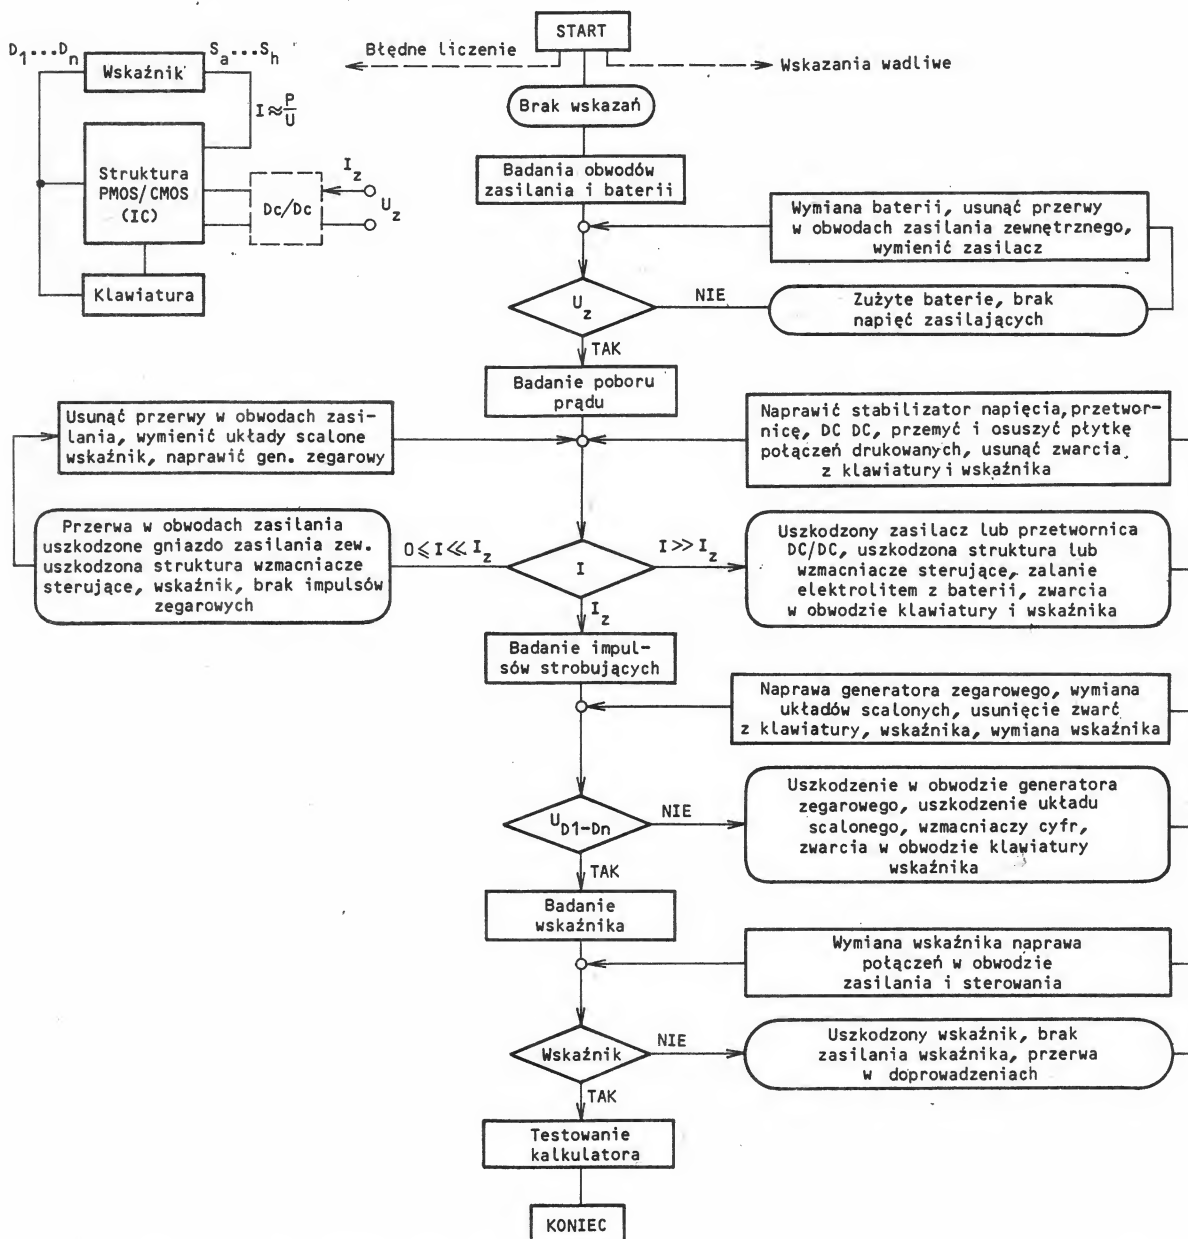 D1...Dn
Sa...Sh
Wskaźnik
I ≈ P/U
Struktura
PMOS/CMOS
(IC)
Dc/Dc
Iz
Uz
Klawiatura
START
Błędne liczenie
Wskazania wadliwe
Brak wskazań
Badania obwodów
zasilania i baterii
Wymiana baterii, usunąć przerwy
w obwodach zasilania zewnętrznego,
wymienić zasilacz
Uz
NIE
Zużyte baterie, brak
napięć zasilających
TAK
Badanie poboru
prądu
Usunąć przerwy w obwodach zasi-
lania, wymienić układy scalone
wskaźnik, naprawić gen. zegarowy
Naprawić stabilizator napięcia, przetwor-
nicę, DC DC, przemyć i osuszyć płytkę
połączeń drukowanych, usunąć zwarcia
z klawiatury i wskaźnika
Przerwa w obwodach zasilania
uszkodzone gniazdo zasilania zew.
uszkodzona struktura wzmacniacze
sterujące, wskaźnik, brak impulsów
zegarowych
0 ⩽ I ≪ Iz
I
I ≫ Iz
Uszkodzony zasilacz lub przetwornica
DC/DC, uszkodzona struktura lub
wzmacniacze sterujące, zalanie
elektrolitem z baterii, zwarcia
w obwodzie klawiatury i wskaźnika
Iz
Badanie impul-
sów strobujących
Naprawa generatora zegarowego, wymiana
układów scalonych, usunięcie zwarć
z klawiatury, wskaźnika, wymiana wskaźnika
UD1-Dn
NIE
Uszkodzenie w obwodzie generatora
zegarowego, uszkodzenie układu
scalonego, wzmacniaczy cyfr,
zwarcia w obwodzie klawiatury
wskaźnika
TAK
Badanie
wskaźnika
Wymiana wskaźnika naprawa
połączeń w obwodzie
zasilania i sterowania
Wskaźnik
NIE
Uszkodzony wskaźnik, brak
zasilania wskaźnika, przerwa
w doprowadzeniach
TAK
Testowanie
kalkulatora
KONIEC